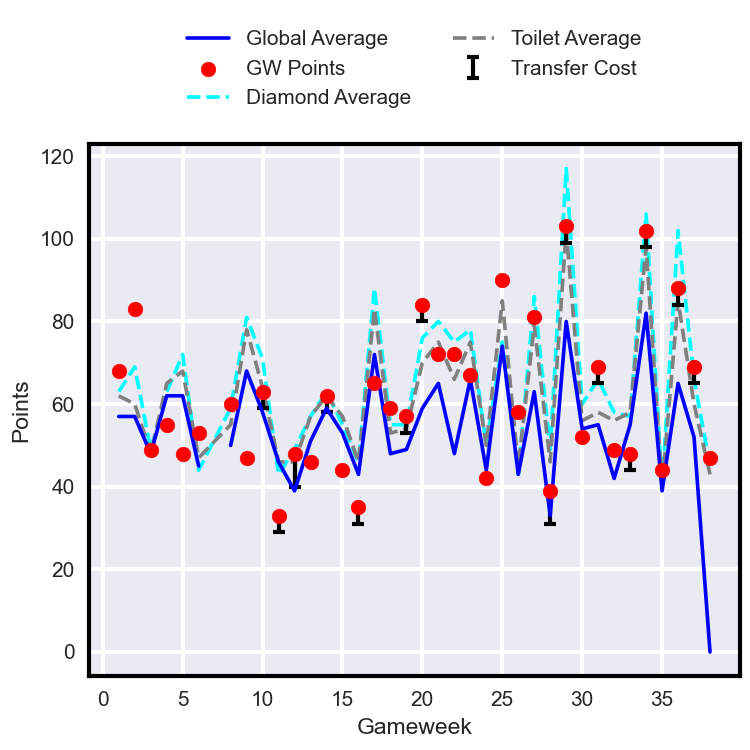 Global Average
GW Points
Diamond Average
Toilet Average
Transfer Cost
120
100
80
60
40
20
0
Points
0 5 10 15 20 25 30 35
Gameweek